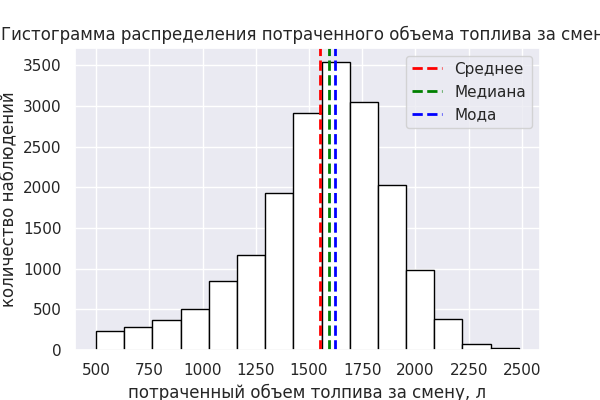 Гистограмма распределения потраченного объема топлива за смен
Среднее
Медиана
Мода
количество наблюдений
3500
3000
2500
2000
1500
1000
500
0
500 750 1000 1250 1500 1750 2000 2250 2500
потраченный объем толпива за смену, л